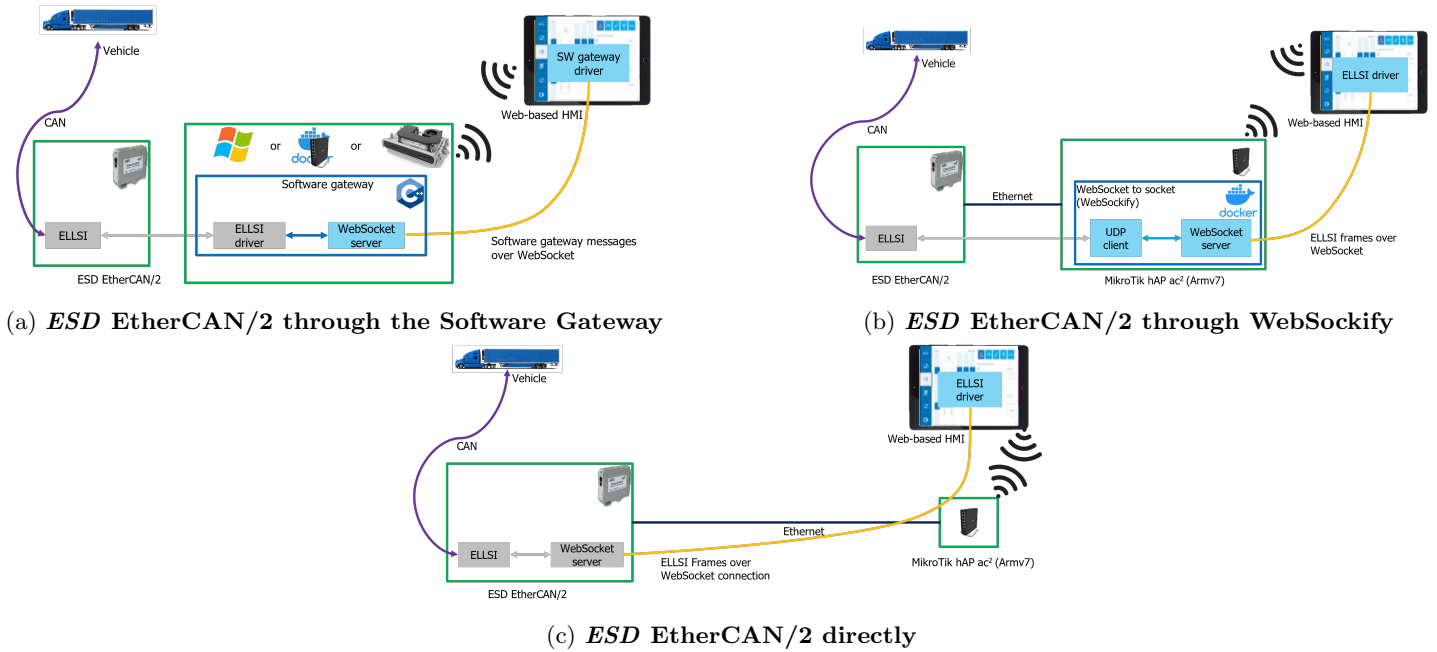 Vehicle
CAN
ELLSI
ESD EtherCAN/2
or
docker
or
Software gateway
ELLSI
driver
WebSocket
server
SW gateway
driver
Web-based HMI
Software gateway messages
over WebSocket
(a) ESD EtherCAN/2 through the Software Gateway
Vehicle
CAN
ELLSI
ESD EtherCAN/2
Ethernet
WebSocket to socket
(WebSockify)
docker
UDP
client
WebSocket
server
MikroTik hAP ac² (Armv7)
ELLSI driver
Web-based HMI
ELLSI frames over
WebSocket
(b) ESD EtherCAN/2 through WebSockify
Vehicle
CAN
ELLSI
WebSocket
server
ESD EtherCAN/2
ELLSI Frames over
WebSocket connection
Ethernet
ELLSI
driver
Web-based HMI
MikroTik hAP ac² (Armv7)
(c) ESD EtherCAN/2 directly